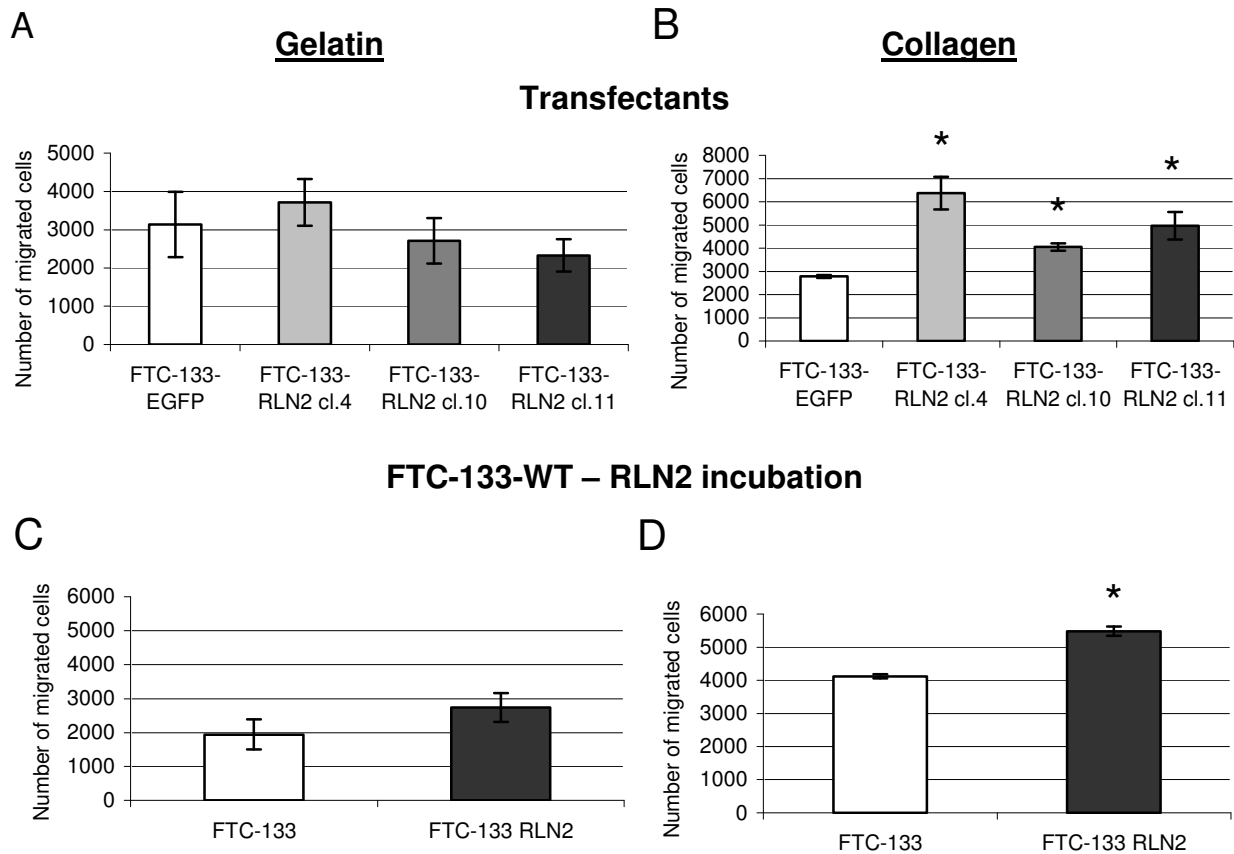 A
Gelatin
B
Collagen
Transfectants
Number of migrated cells
5000
4000
3000
2000
1000
0
FTC-133-
EGFP
FTC-133-
RLN2 cl.4
FTC-133-
RLN2 cl.10
FTC-133-
RLN2 cl.11
Number of migrated cells
8000
7000
6000
5000
4000
3000
2000
1000
0
*
*
*
FTC-133-
EGFP
FTC-133-
RLN2 cl.4
FTC-133-
RLN2 cl.10
FTC-133-
RLN2 cl.11
FTC-133-WT – RLN2 incubation
C
Number of migrated cells
6000
5000
4000
3000
2000
1000
0
FTC-133
FTC-133 RLN2
D
Number of migrated cells
6000
5000
4000
3000
2000
1000
0
*
FTC-133
FTC-133 RLN2